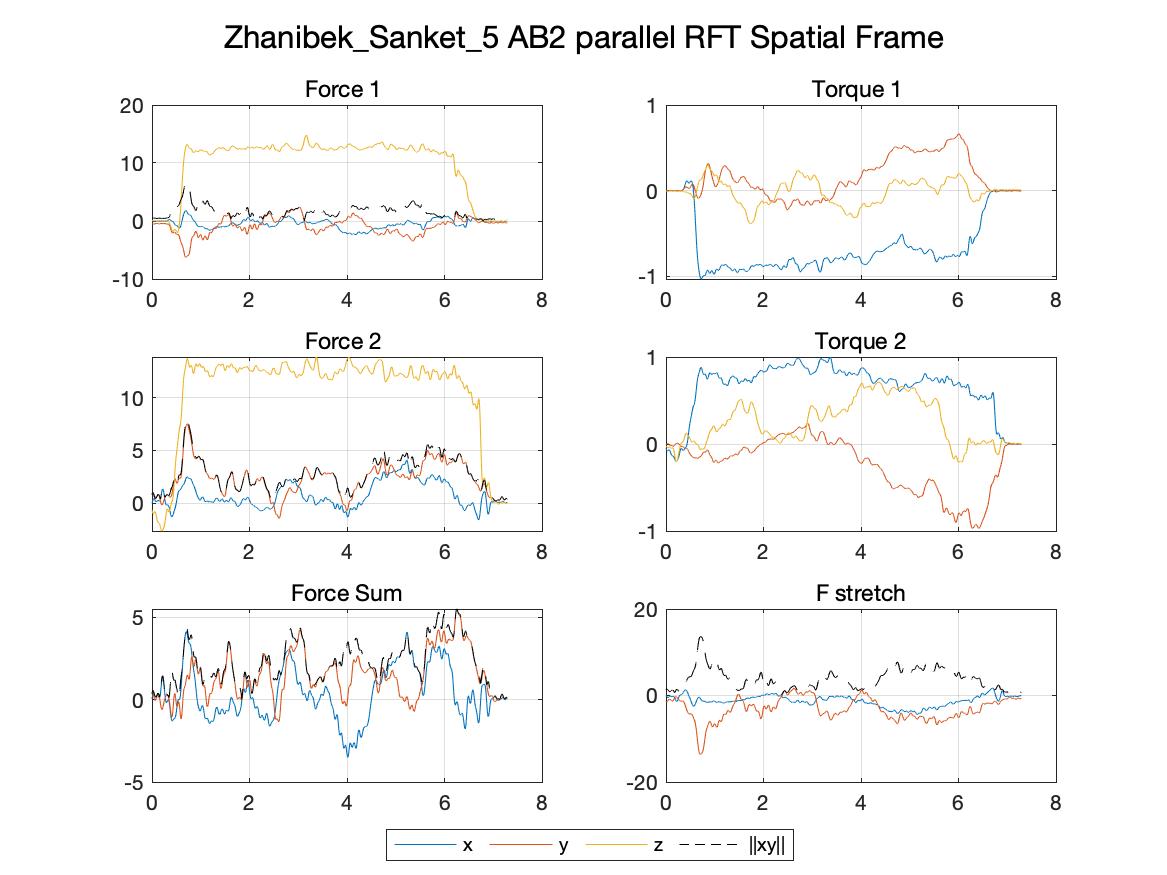 Zhanibek_Sanket_5 AB2 parallel RFT Spatial Frame
Force 1
20
10
0
-10
0 2 4 6 8
Torque 1
1
0
-1
0 2 4 6 8
Force 2
10
5
0
0 2 4 6 8
Torque 2
1
0
-1
0 2 4 6 8
Force Sum
5
0
-5
0 2 4 6 8
F stretch
20
0
-20
0 2 4 6 8
x y z ||xy||